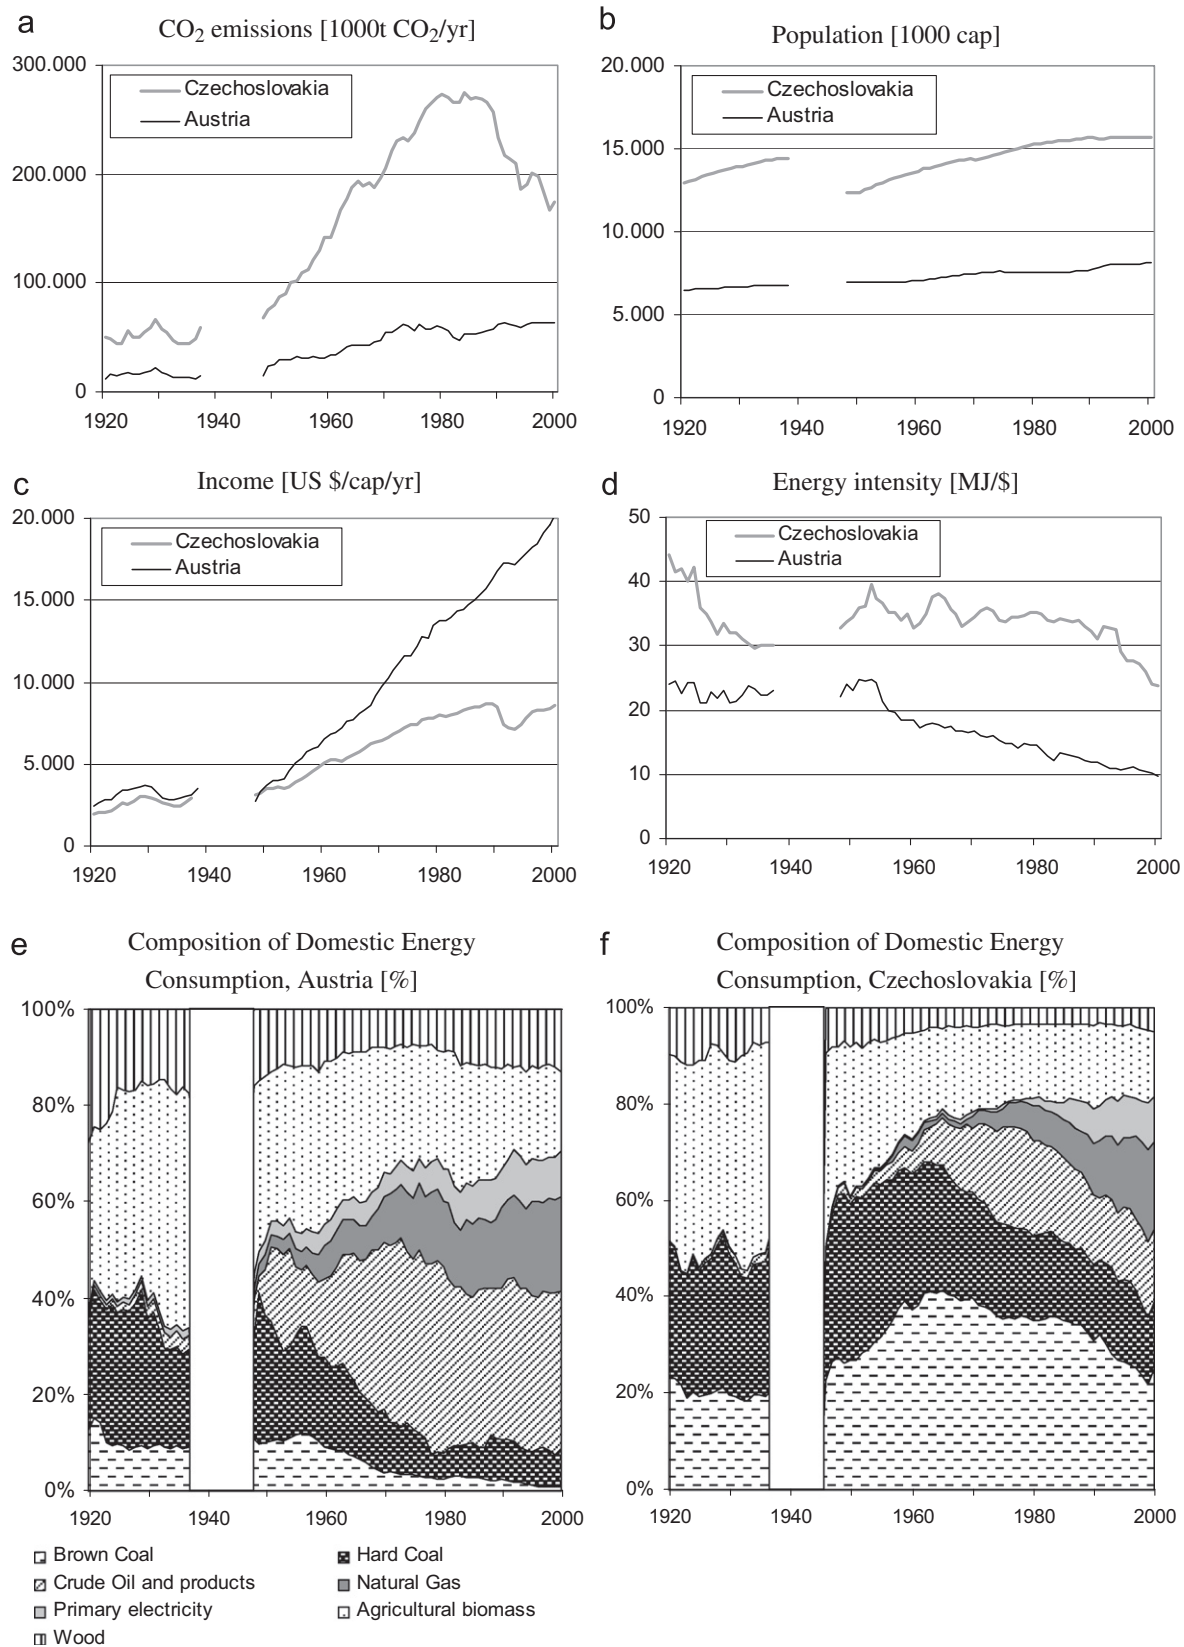 a
CO₂ emissions [1000t CO₂/yr]
300.000
200.000
100.000
0
Czechoslovakia
Austria
1920 1940 1960 1980 2000
b
Population [1000 cap]
20.000
15.000
10.000
5.000
0
Czechoslovakia
Austria
1920 1940 1960 1980 2000
c
Income [US $/cap/yr]
20.000
15.000
10.000
5.000
0
Czechoslovakia
Austria
1920 1940 1960 1980 2000
d
Energy intensity [MJ/$]
50
40
30
20
10
0
Czechoslovakia
Austria
1920 1940 1960 1980 2000
e
Composition of Domestic Energy
Consumption, Austria [%]
100%
80%
60%
40%
20%
0%
1920 1940 1960 1980 2000
f
Composition of Domestic Energy
Consumption, Czechoslovakia [%]
100%
80%
60%
40%
20%
0%
1920 1940 1960 1980 2000
Brown Coal
Hard Coal
Crude Oil and products
Natural Gas
Primary electricity
Agricultural biomass
Wood